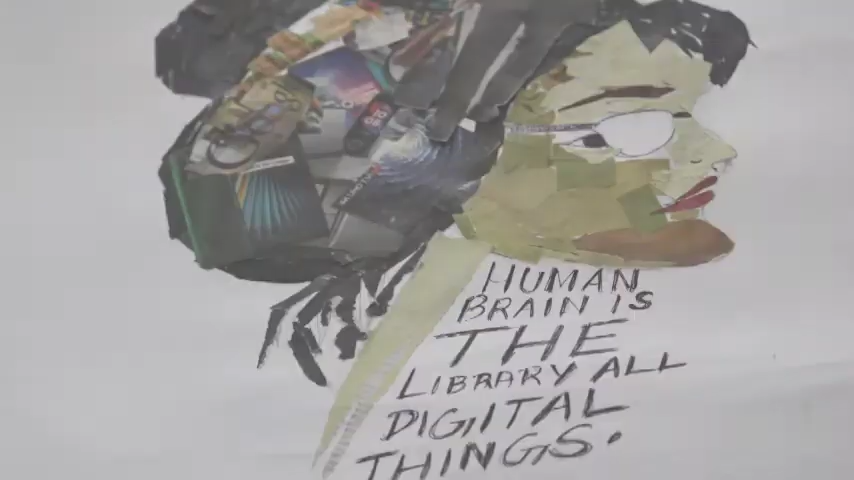 HUMAN
BRAIN IS
THE
LIBRARY ALL
DIGITAL
THINGS.